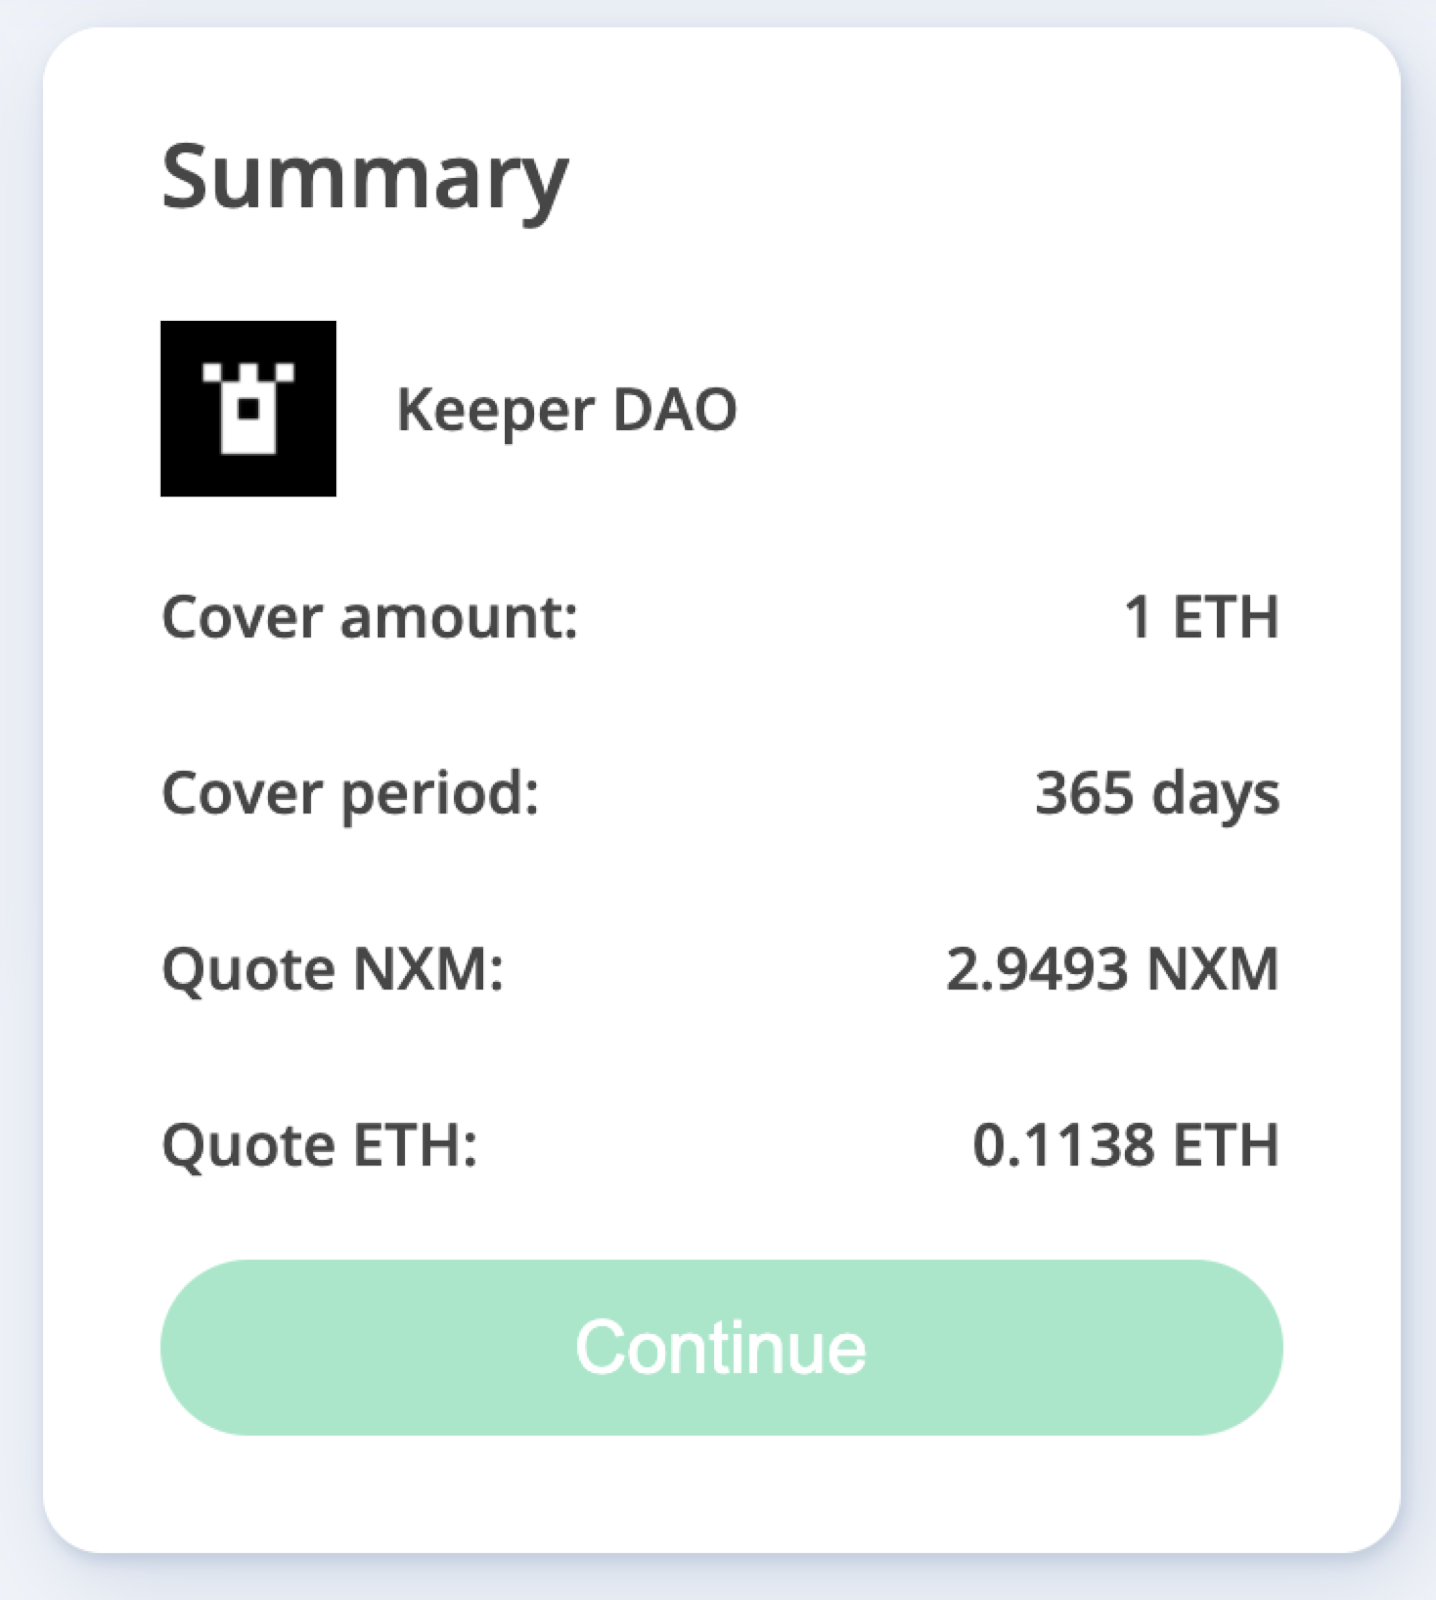 Summary
Keeper DAO
Cover amount: 1 ETH
Cover period: 365 days
Quote NXM: 2.9493 NXM
Quote ETH: 0.1138 ETH
Continue